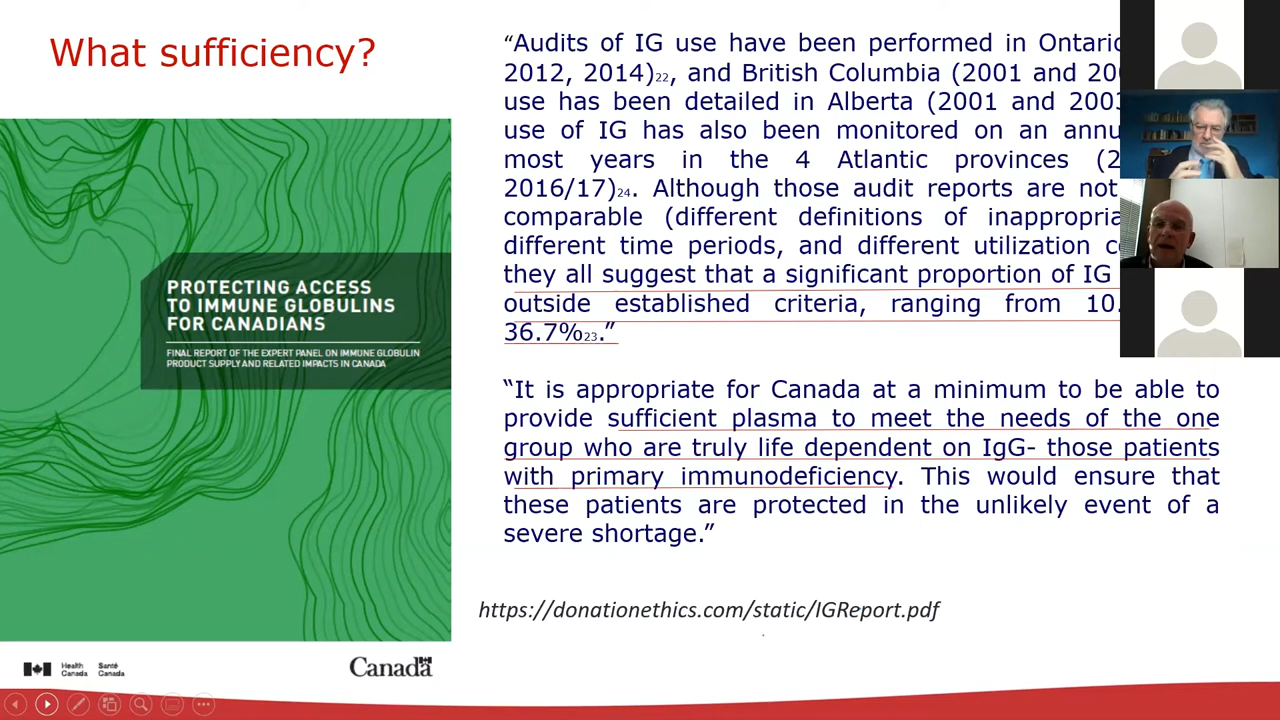 What sufficiency?
“Audits of IG use have been performed in Ontario
2012, 2014)22, and British Columbia (2001 and
use has been detailed in Alberta (2001 and 2003
use of IG has also been monitored on an
most years in the 4 Atlantic provinces
2016/17)24. Although those audit reports are not
comparable (different definitions of
different time periods, and different utilization
they all suggest that a significant proportion of IG
outside established criteria, ranging from 10.
36.7%23.”
“It is appropriate for Canada at a minimum to be able to
provide sufficient plasma to meet the needs of the one
group who are truly life dependent on IgG- those patients
with primary immunodeficiency. This would ensure that
these patients are protected in the unlikely event of a
severe shortage.”
https://donationethics.com/static/IGReport.pdf
PROTECTING ACCESS
TO IMMUNE GLOBULINS
FOR CANADIANS
FINAL REPORT OF THE EXPERT PANEL ON IMMUNE GLOBULIN
PRODUCT SUPPLY AND RELATED IMPACTS IN CANADA
Health Santé
Canada Canada
Canada